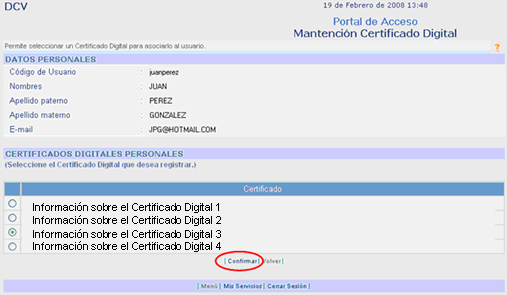 DCV
19 de Febrero de 2008 13:48
Portal de Acceso
Mantención Certificado Digital
Permite seleccionar un Certificado Digital para asociarlo al usuario.
?
DATOS PERSONALES
Código de Usuario : juanperez
Nombres : JUAN
Apellido paterno : PEREZ
Apellido materno : GONZALEZ
E-mail : JPG@HOTMAIL.COM
CERTIFICADOS DIGITALES PERSONALES
(Seleccione el Certificado Digital que desea registrar.)
Certificado
Información sobre el Certificado Digital 1
Información sobre el Certificado Digital 2
Información sobre el Certificado Digital 3
Información sobre el Certificado Digital 4
| Confirmar | Volver |
| Menú | Mis Servicios | Cerrar Sesión |